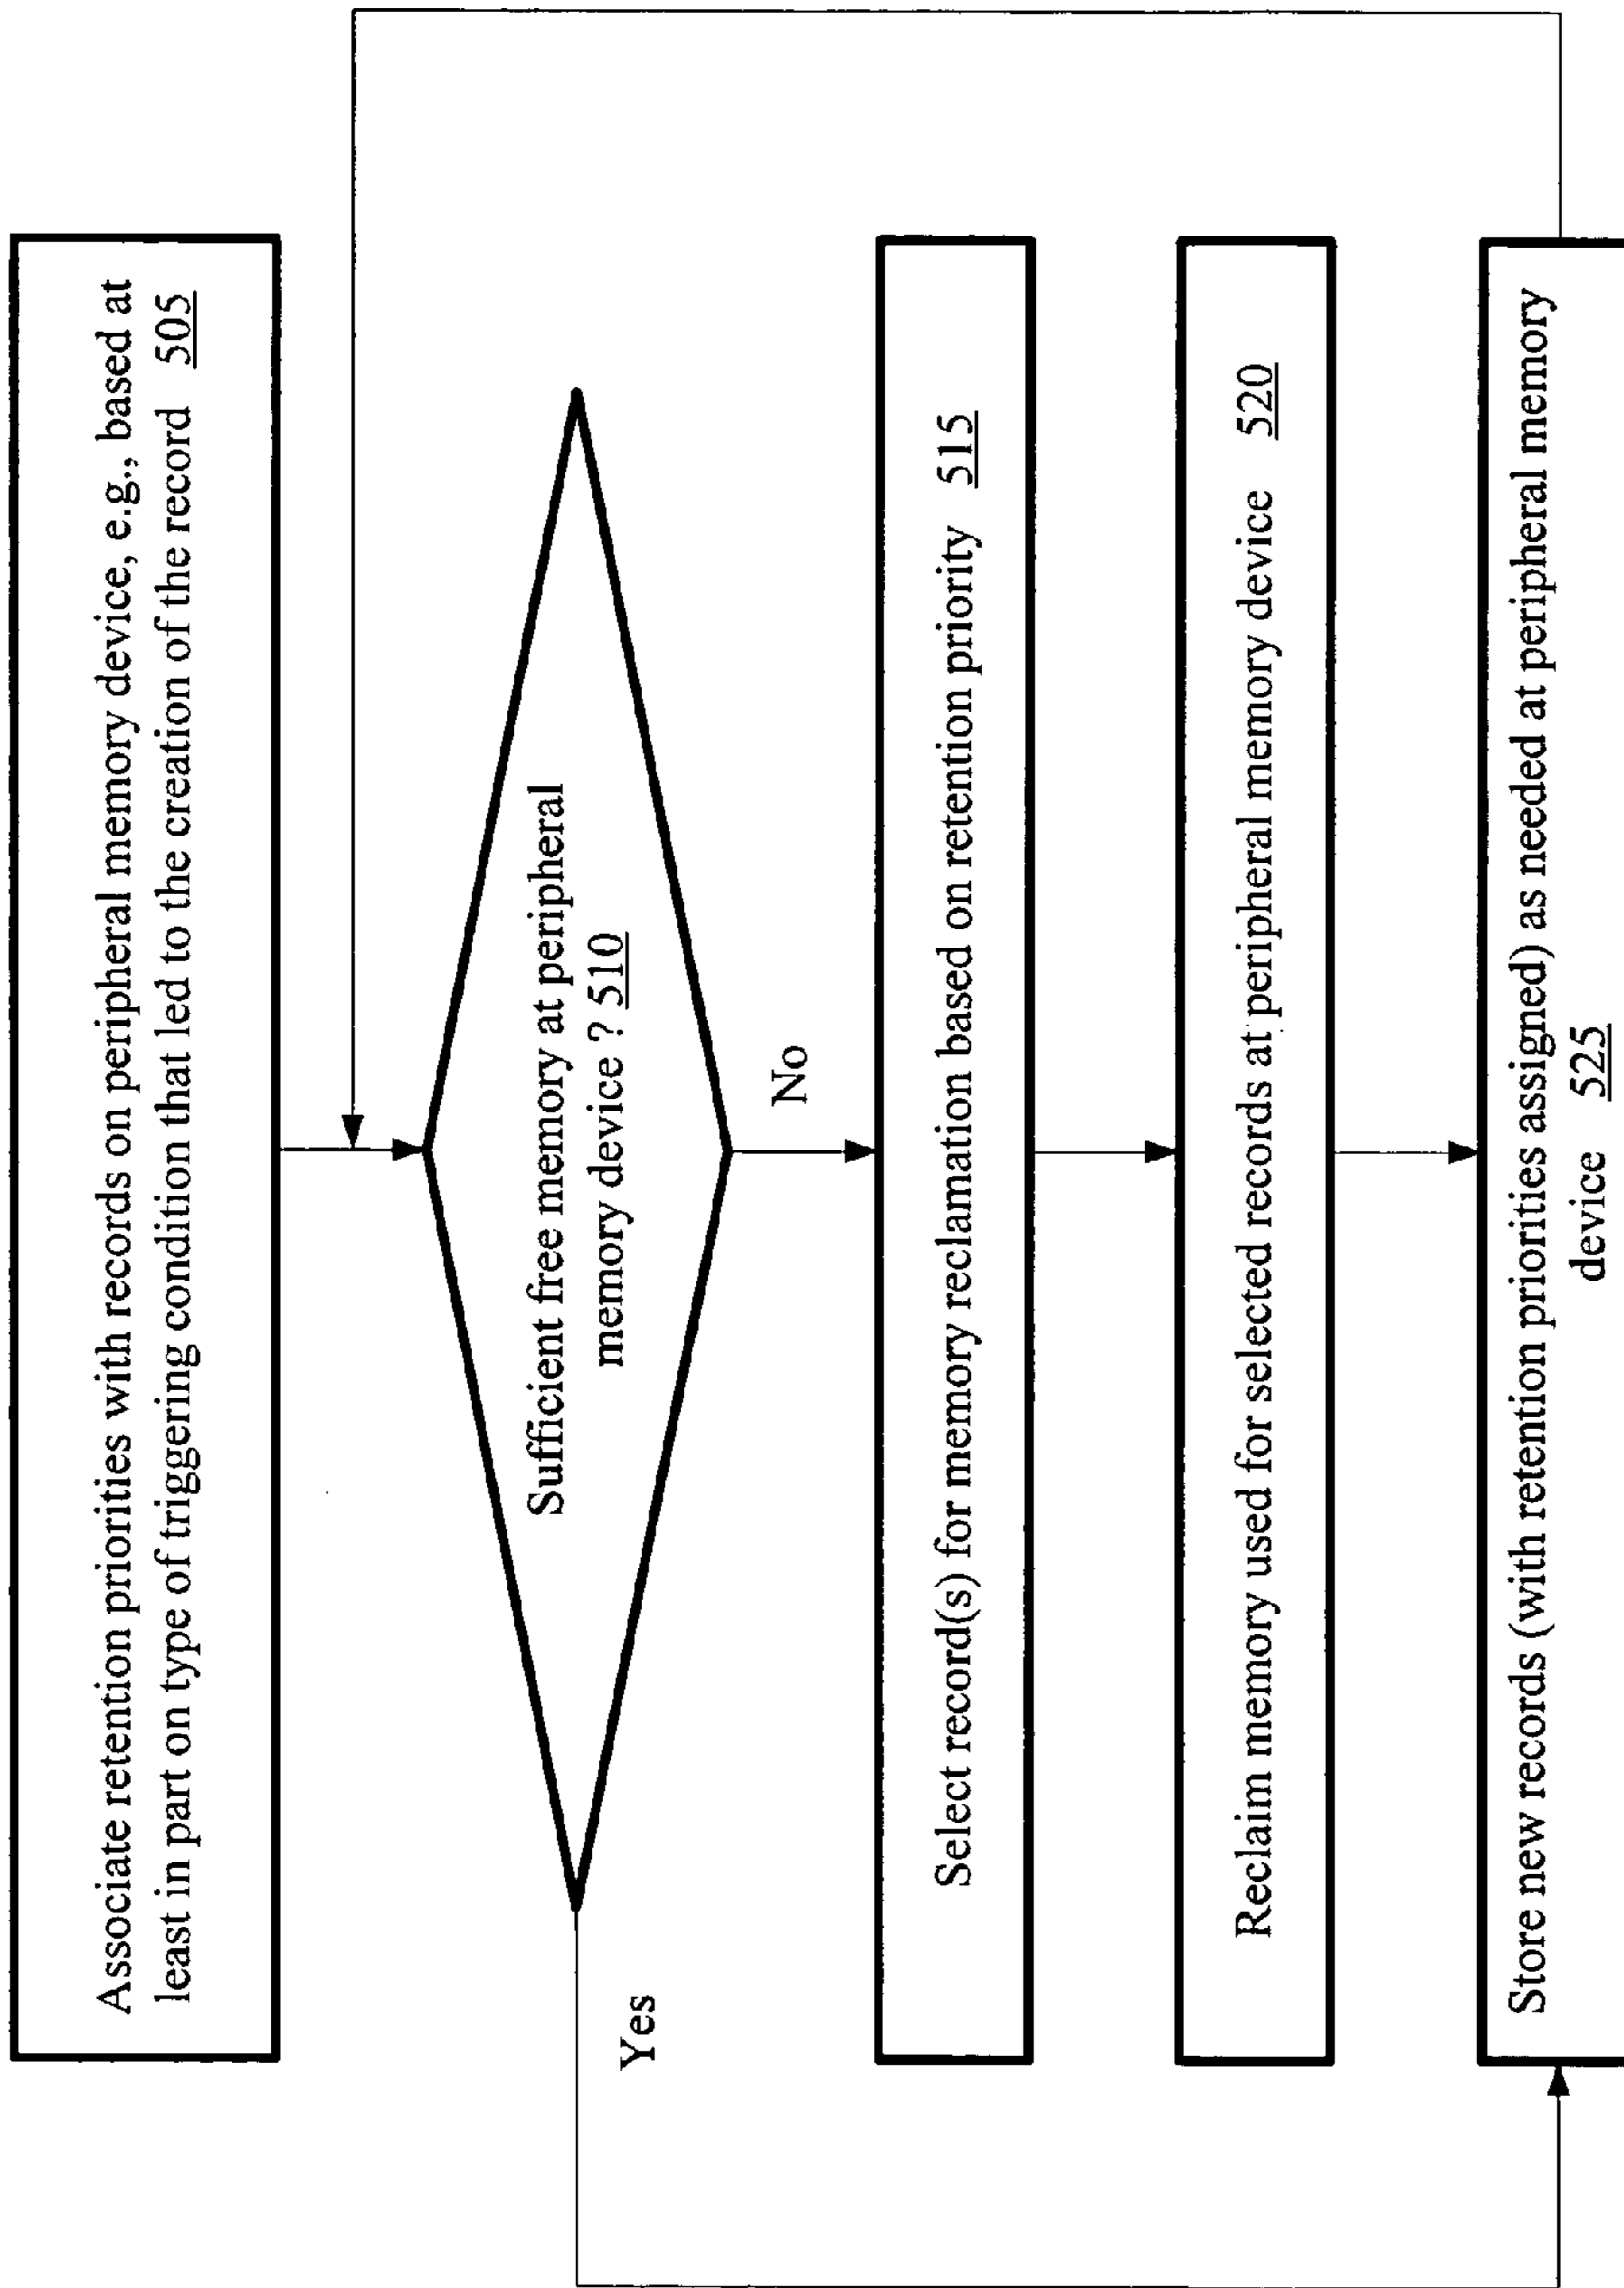 Associate retention priorities with records on peripheral memory device, e.g., based at
least in part on type of triggering condition that led to the creation of the record 505
Sufficient free memory at peripheral
memory device ? 510
Yes
No
Select record(s) for memory reclamation based on retention priority 515
Reclaim memory used for selected records at peripheral memory device 520
Store new records (with retention priorities assigned) as needed at peripheral memory
device 525